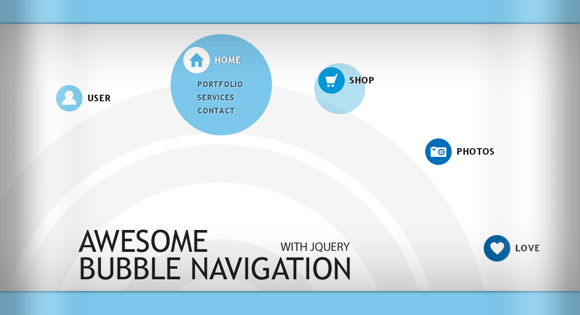 HOME
PORTFOLIO
SERVICES
CONTACT
USER
SHOP
PHOTOS
LOVE
AWESOME
WITH JQUERY
BUBBLE NAVIGATION